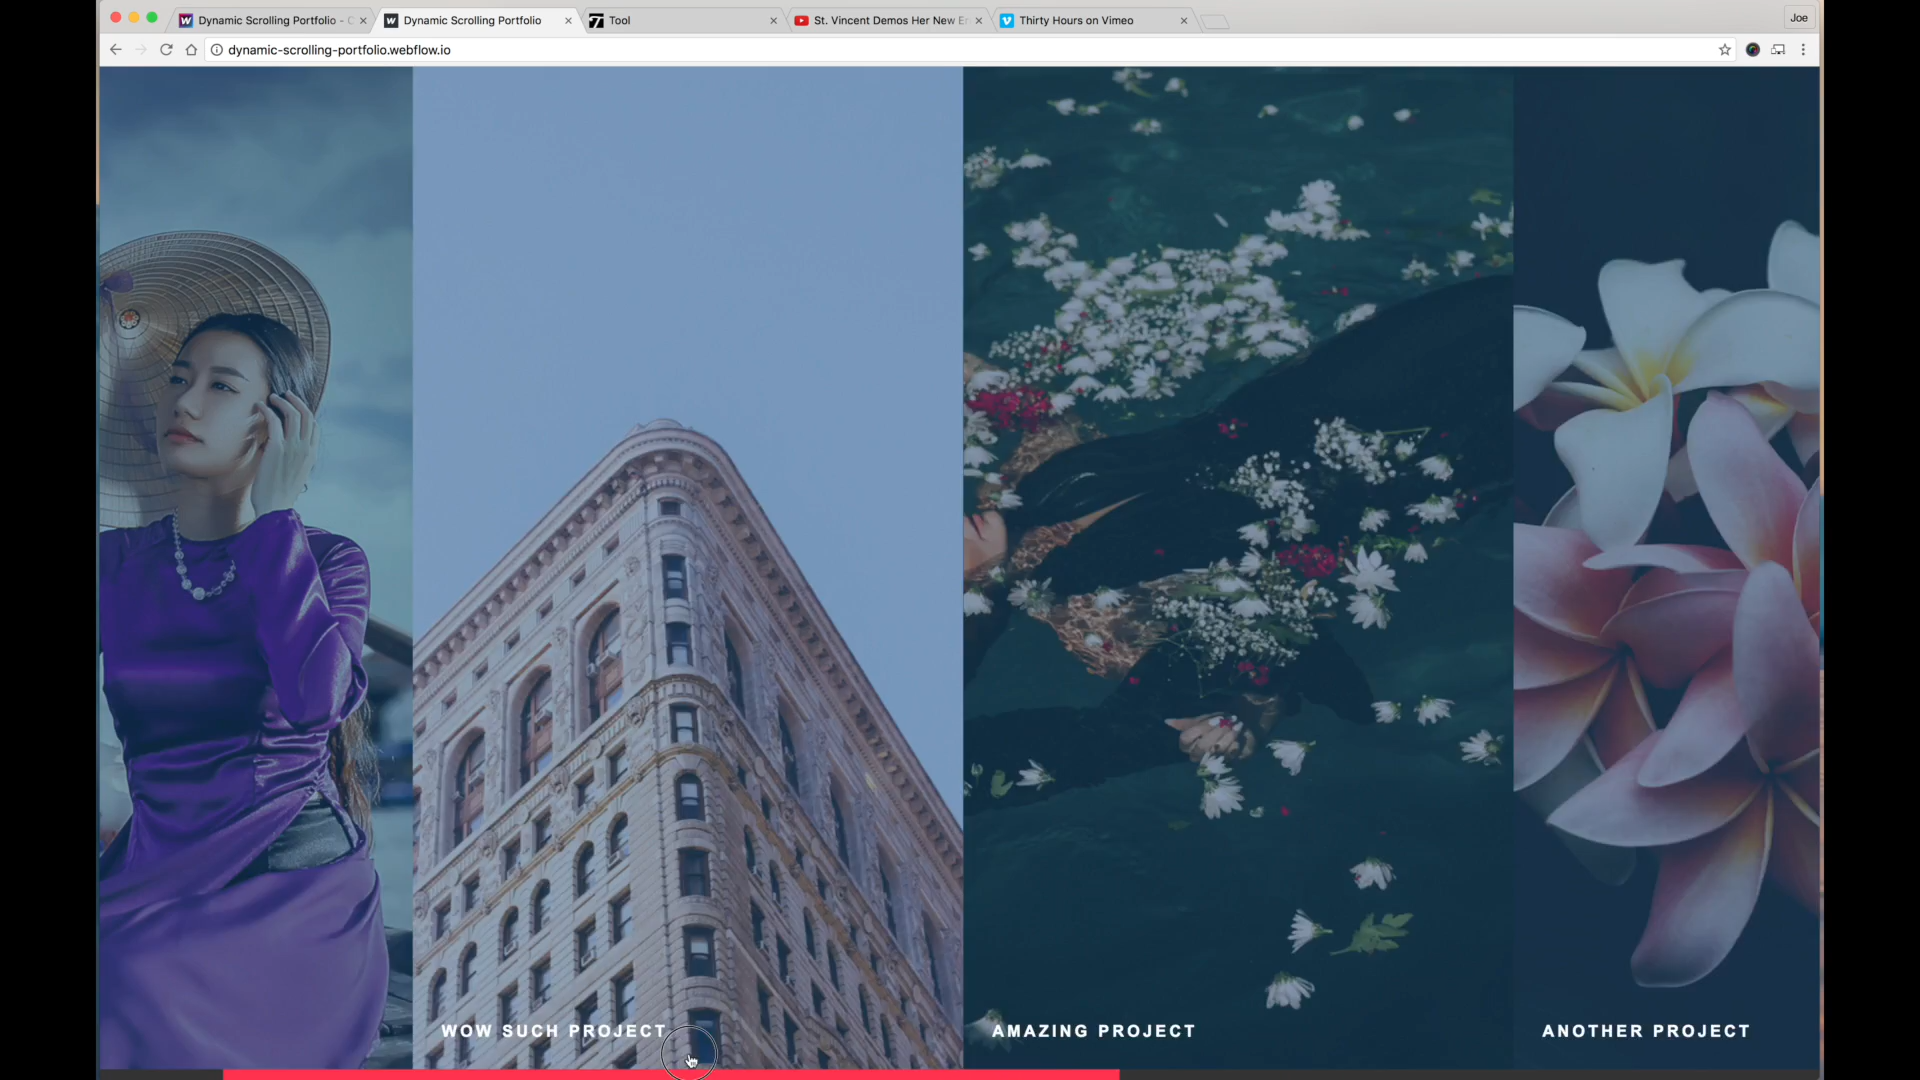 Dynamic Scrolling Portfolio -
Dynamic Scrolling Portfolio
Tool
St. Vincent Demos Her New
Thirty Hours on Vimeo
Joe
dynamic-scrolling-portfolio.webflow.io
WOW SUCH PROJECT
AMAZING PROJECT
ANOTHER PROJECT